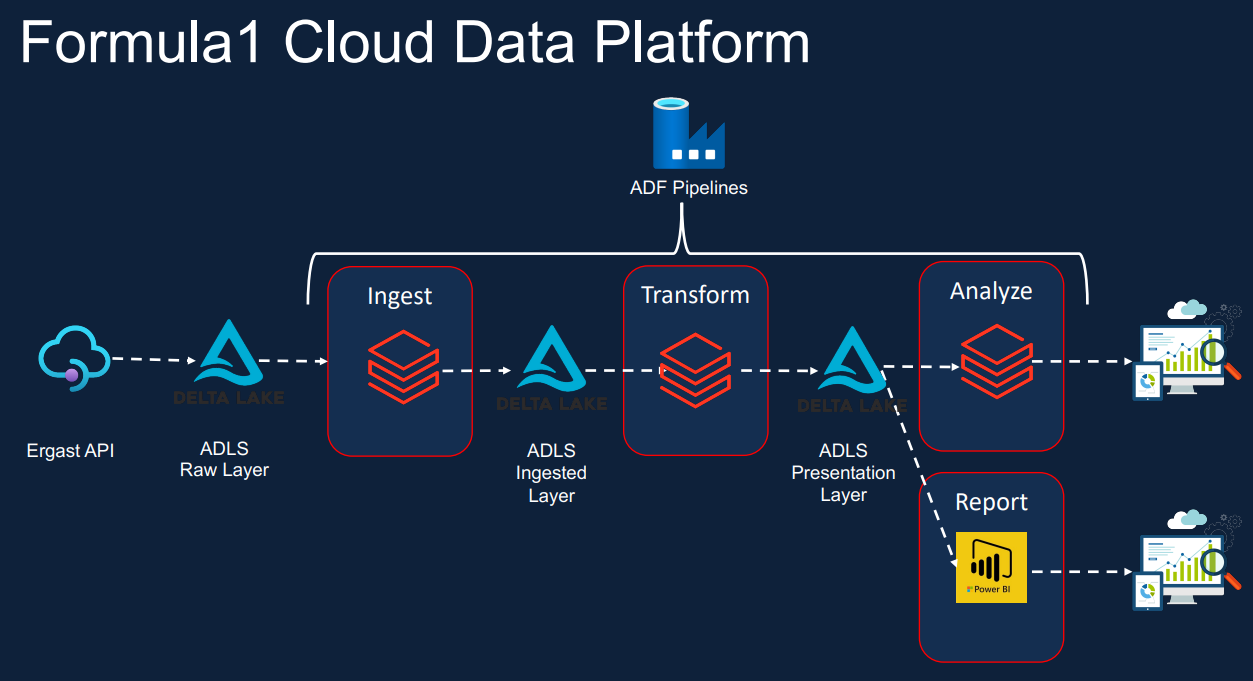 Formula1 Cloud Data Platform
ADF Pipelines
Ingest
Transform
Analyze
DELTA LAKE
DELTA LAKE
DELTA LAKE
Ergast API
ADLS
Raw Layer
ADLS
Ingested
Layer
ADLS
Presentation
Layer
Report
Power BI